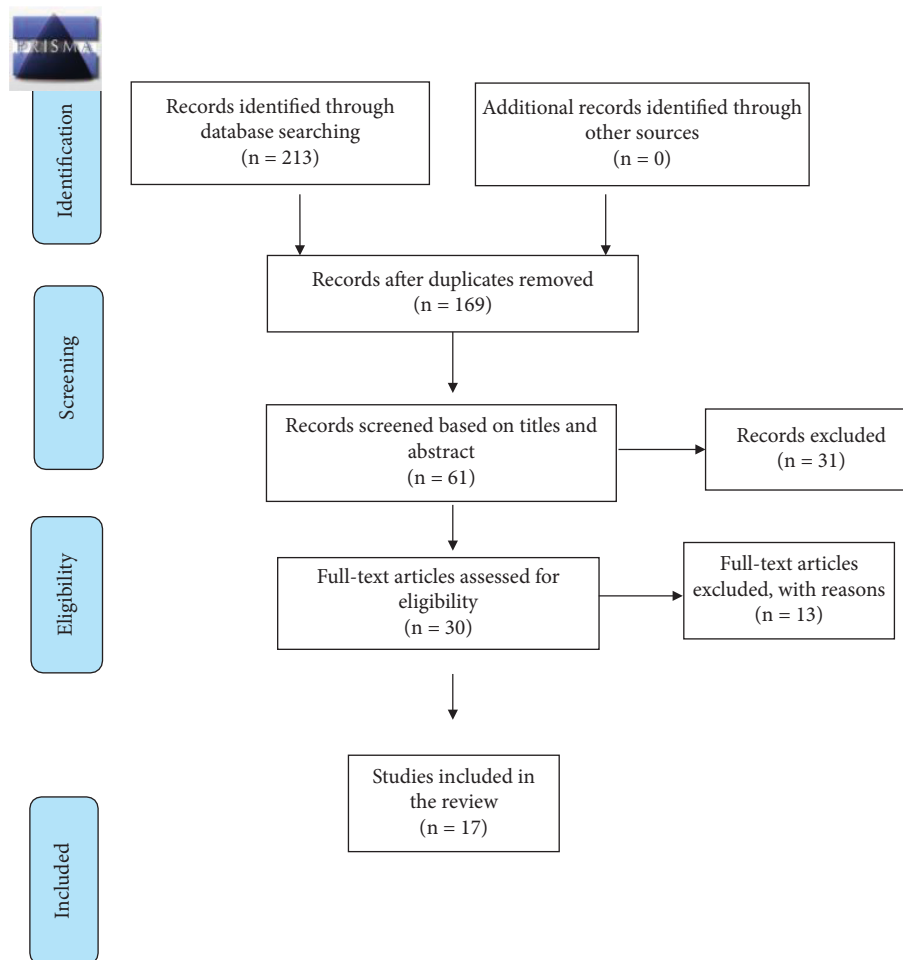 PRISMA
Identification
Records identified through
database searching
(n = 213)
Additional records identified through
other sources
(n = 0)
Records after duplicates removed
(n = 169)
Screening
Records screened based on titles and
abstract
(n = 61)
Records excluded
(n = 31)
Eligibility
Full-text articles assessed for
eligibility
(n = 30)
Full-text articles
excluded, with reasons
(n = 13)
Studies included in
the review
(n = 17)
Included